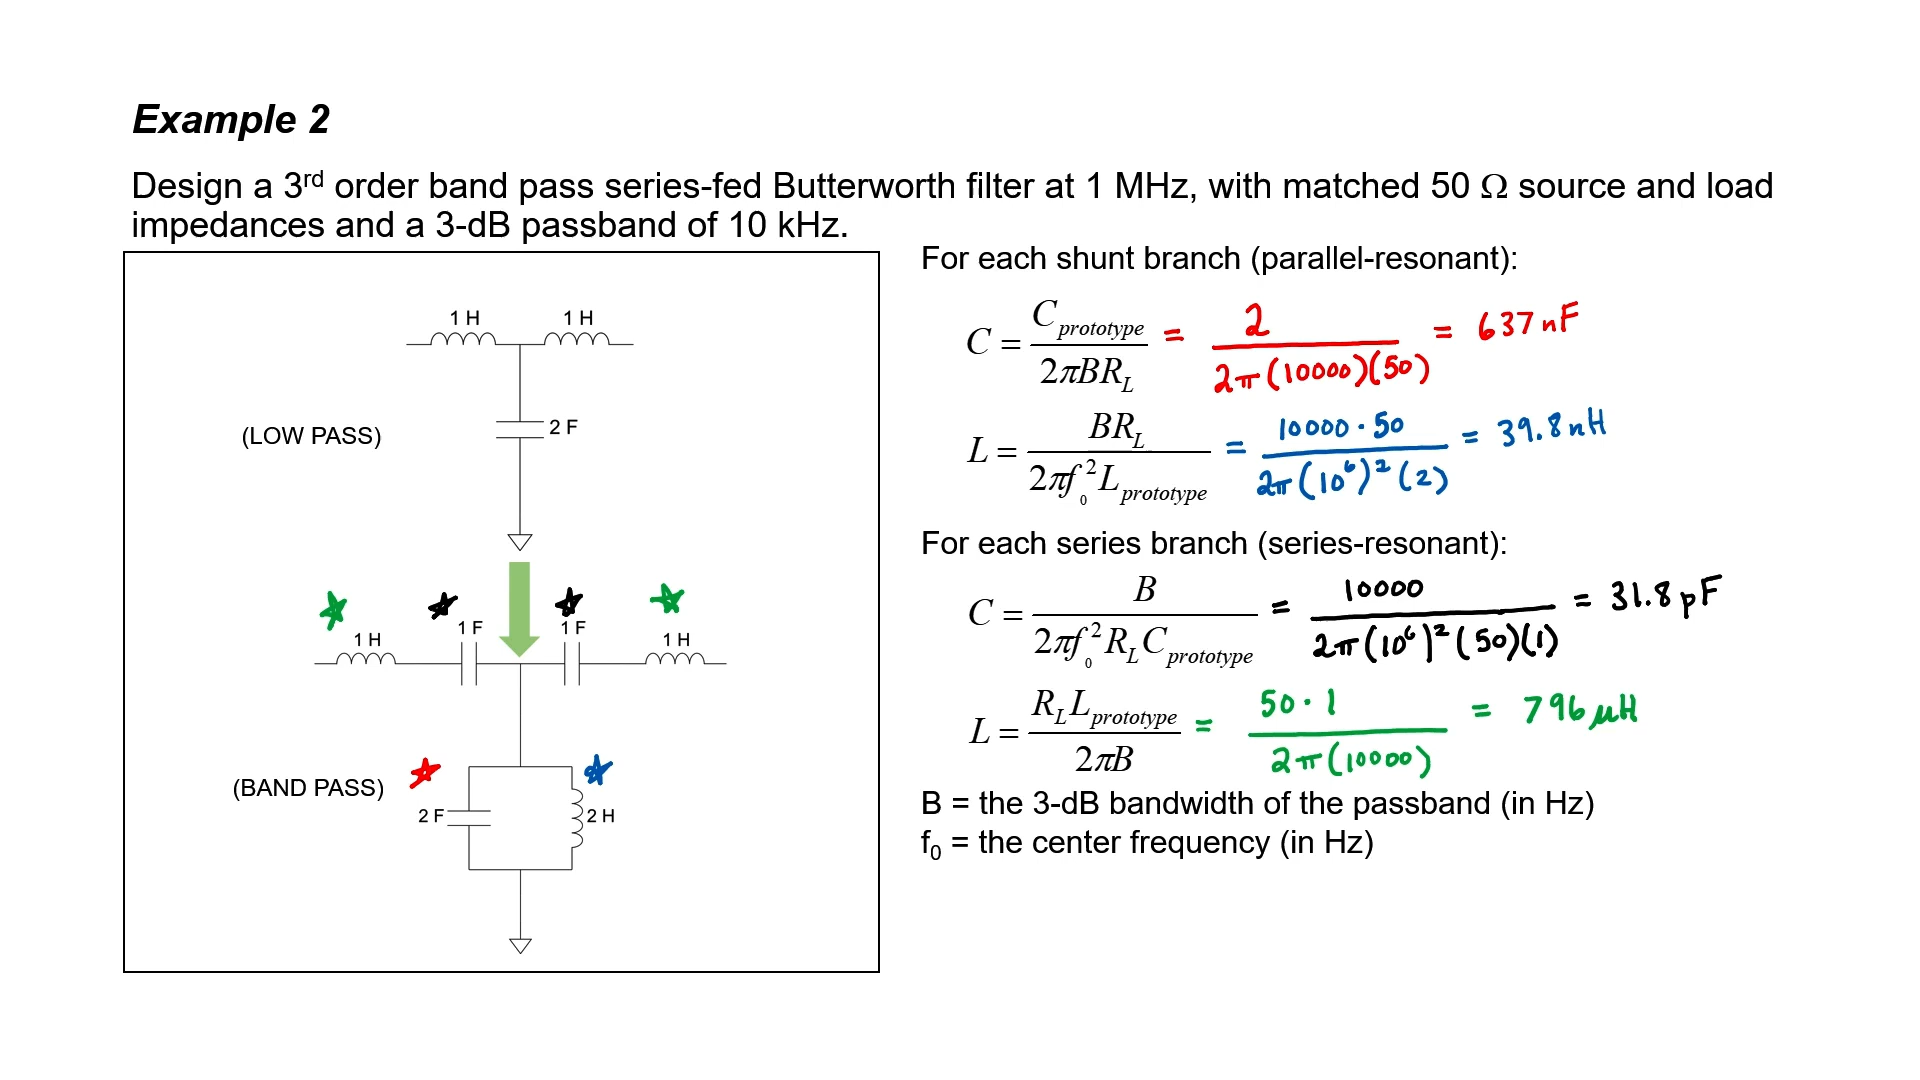 Example 2
Design a 3rd order band pass series-fed Butterworth filter at 1 MHz, with matched 50 Ω source and load
impedances and a 3-dB passband of 10 kHz.
1 H 1 H
(LOW PASS) 2 F
1 F 1 F
1 H 1 H
(BAND PASS) 2 F 2 H
For each shunt branch (parallel-resonant):
C = C_prototype / 2πBR_L = 2 / 2π(10000)(50) = 637 nF
L = BR_L / 2πf_0^2 L_prototype = 10000 · 50 / 2π(10^6)^2 (2) = 39.8 nH
For each series branch (series-resonant):
C = B / 2πf_0^2 R_L C_prototype = 10000 / 2π(10^6)^2 (50)(1) = 31.8 pF
L = R_L L_prototype / 2πB = 50 · 1 / 2π(10000) = 796 μH
B = the 3-dB bandwidth of the passband (in Hz)
f0 = the center frequency (in Hz)